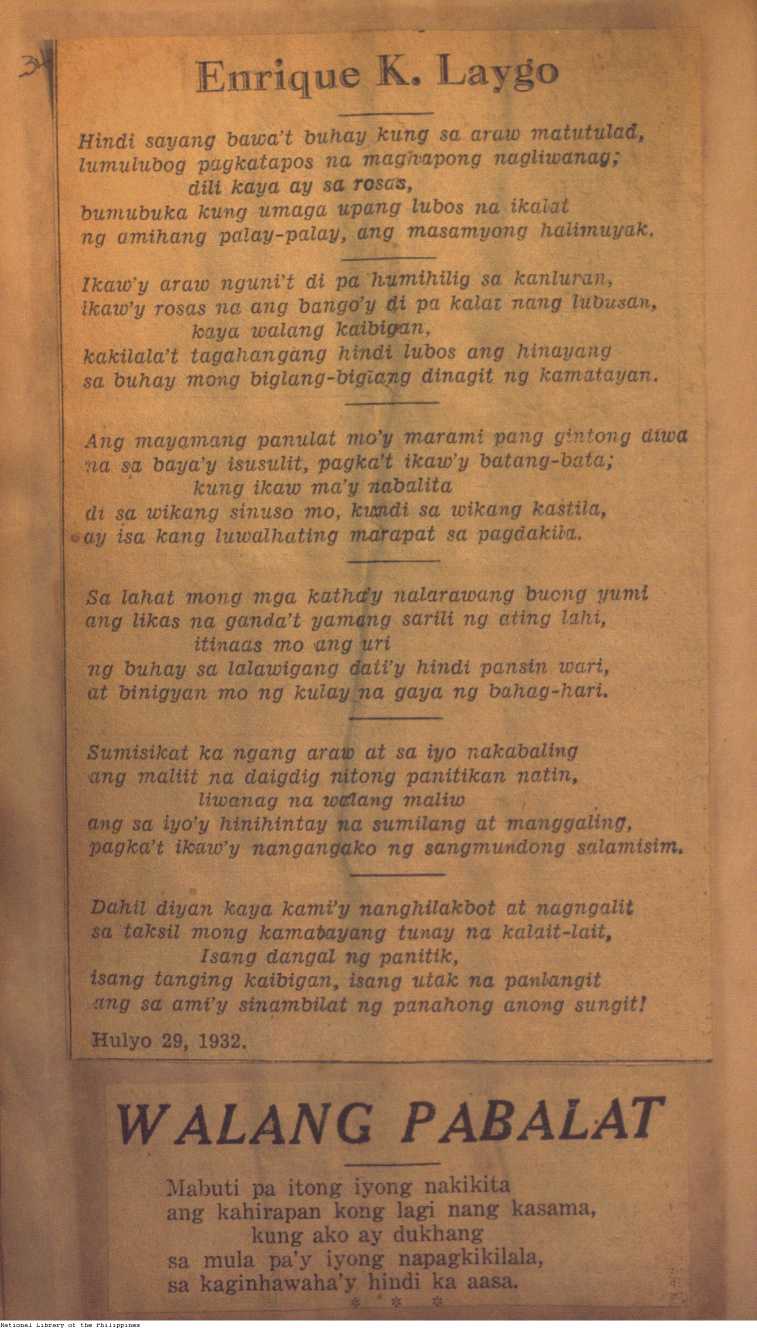 34
Enrique K. Laygo
Hindi sayang bawa't buhay kung sa araw matutulad,
lumulubog pagkatapos na maghapong nagliwanag;
dili kaya ay sa rosas,
bumubuka kung umaga upang lubos na ikalat
ng amihang palay-palay, ang masamyong halimuyak.
Ikaw'y araw nguni't di pa humihilig sa kanluran,
ikaw'y rosas na ang bango'y di pa kalat nang lubusan,
kaya walang kaibigan,
kakilala't tagahangang hindi lubos ang hinayang
sa buhay mong biglang-biglang dinagit ng kamatayan.
Ang mayamang panulat mo'y marami pang gintong diwa
na sa baya'y isusulit, pagka't ikaw'y batang-bata;
kung ikaw ma'y nabalita
di sa wikang sinuso mo, kundi sa wikang kastila,
ay isa kang luwalhating marapat sa pagdakila.
Sa lahat mong mga katha'y nalarawang buong yumi
ang likas na ganda't yamang sarili ng ating lahi,
itinaas mo ang uri
ng buhay sa lalawigang dati'y hindi pansin wari,
at binigyan mo ng kulay na gaya ng bahag-hari.
Sumisikat ka ngang araw at sa iyo nakabaling
ang maliit na daigdig nitong panitikan natin,
liwanag na walang maliw
ang sa iyo'y hinihintay na sumilang at manggaling,
pagka't ikaw'y nangangako ng sangmundong salamisim.
Dahil diyan kaya kami'y nanghilakbot at nagngalit
sa taksil mong kamatayang tunay na kalait-lait,
Isang dangal ng panitik,
isang tanging kaibigan, isang utak na panlangit
ang sa ami'y sinambilat ng panahong anong sungit!
Hulyo 29, 1932.
WALANG PABALAT
Mabuti pa itong iyong nakikita
ang kahirapan kong lagi nang kasama,
kung ako ay dukhang
sa mula pa'y iyong napagkikilala,
sa kaginhawaha'y hindi ka aasa.
* * *
National Library of the Philippines